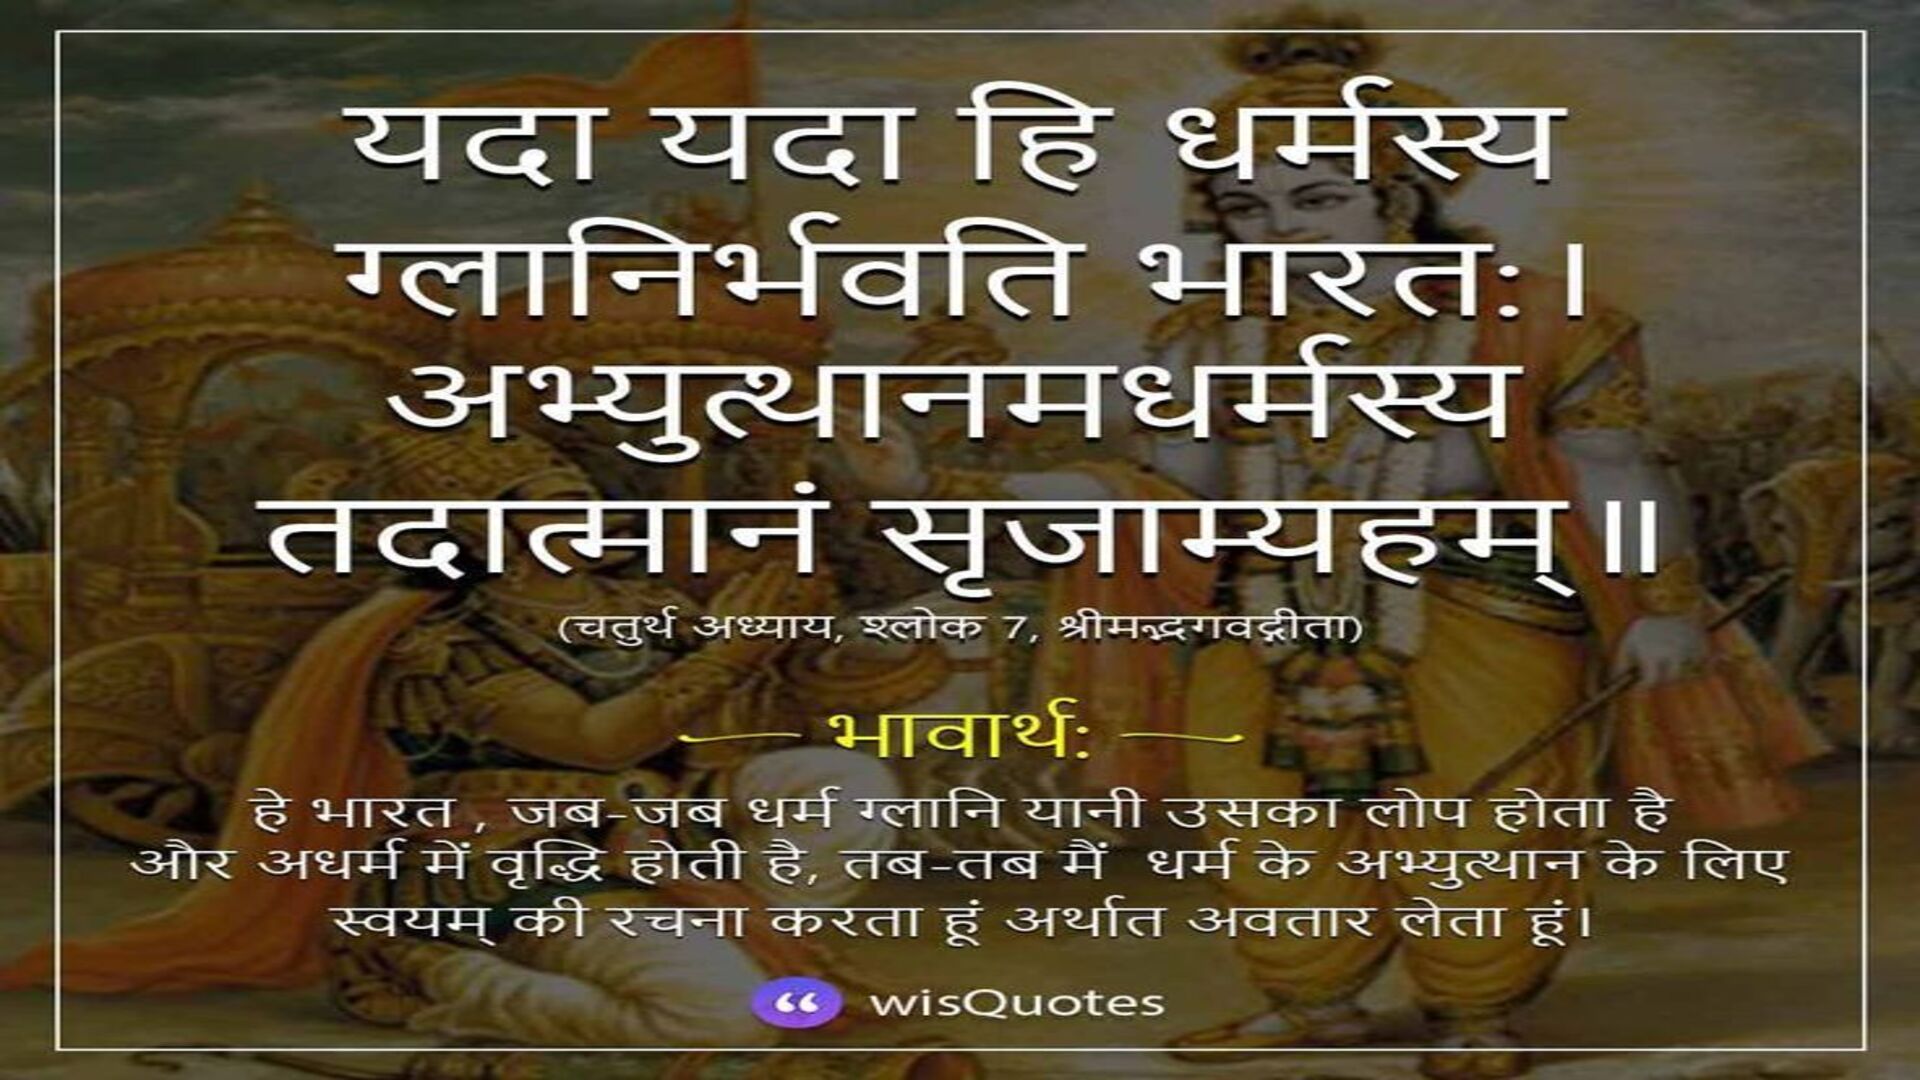 यदा यदा हि धर्मस्य
ग्लानिर्भवति भारत:।
अभ्युत्थानमधर्मस्य
तदात्मानं सृजाम्यहम्॥
(चतुर्थ अध्याय, श्लोक 7, श्रीमद्भगवद्गीता)
भावार्थ:
हे भारत , जब-जब धर्म ग्लानि यानी उसका लोप होता है
और अधर्म में वृद्धि होती है, तब-तब मैं धर्म के अभ्युत्थान के लिए
स्वयम् की रचना करता हूं अर्थात अवतार लेता हूं।
wisQuotes